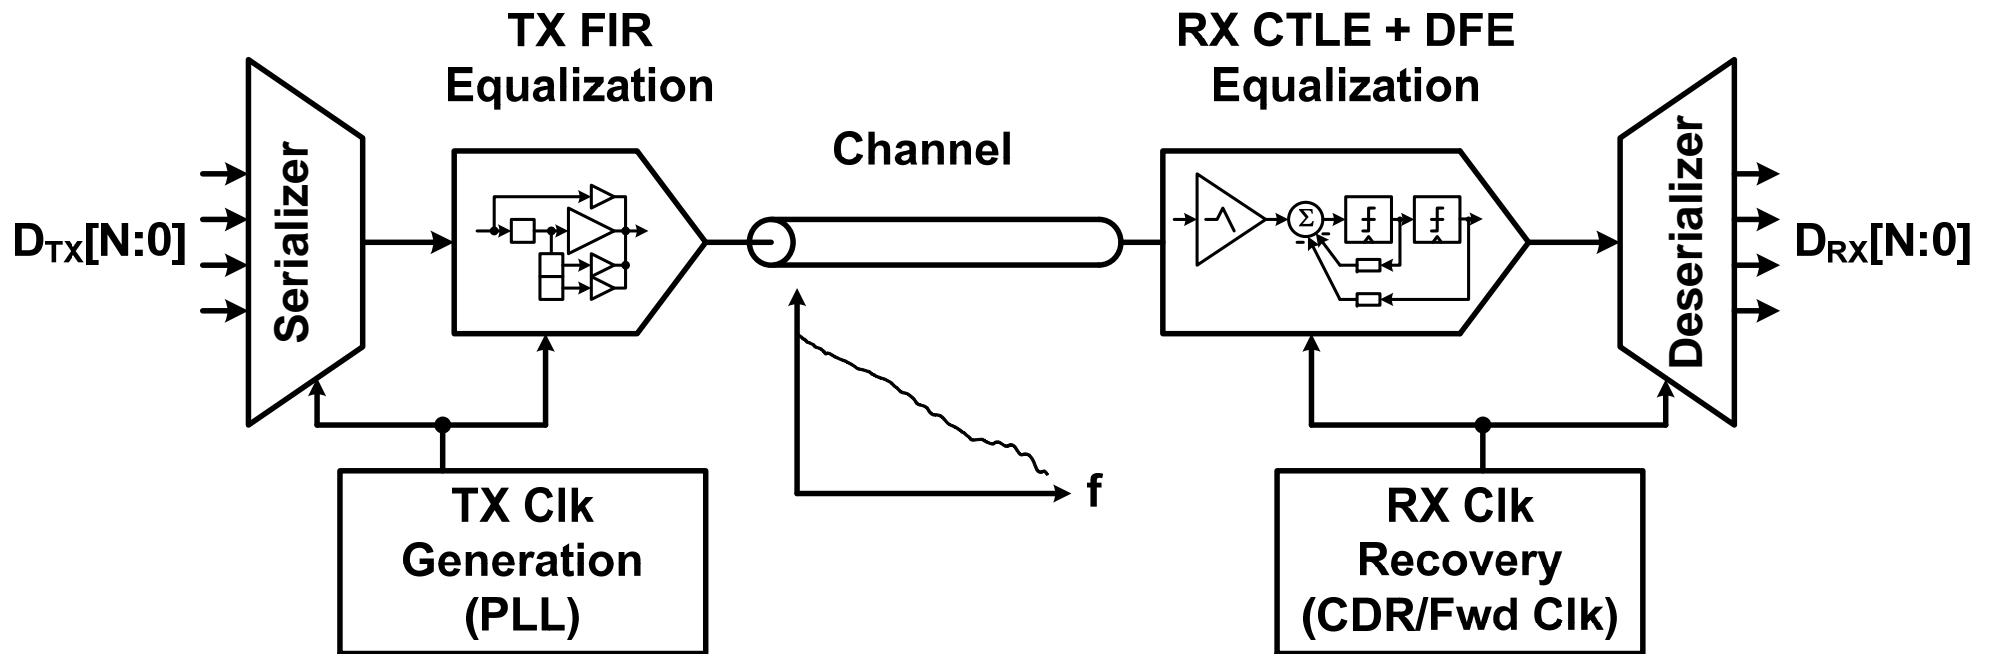 TX FIR
Equalization
RX CTLE + DFE
Equalization
Channel
Serializer
Deserializer
DTX[N:0]
Σ
-
-
DRX[N:0]
f
TX Clk
Generation
(PLL)
RX Clk
Recovery
(CDR/Fwd Clk)